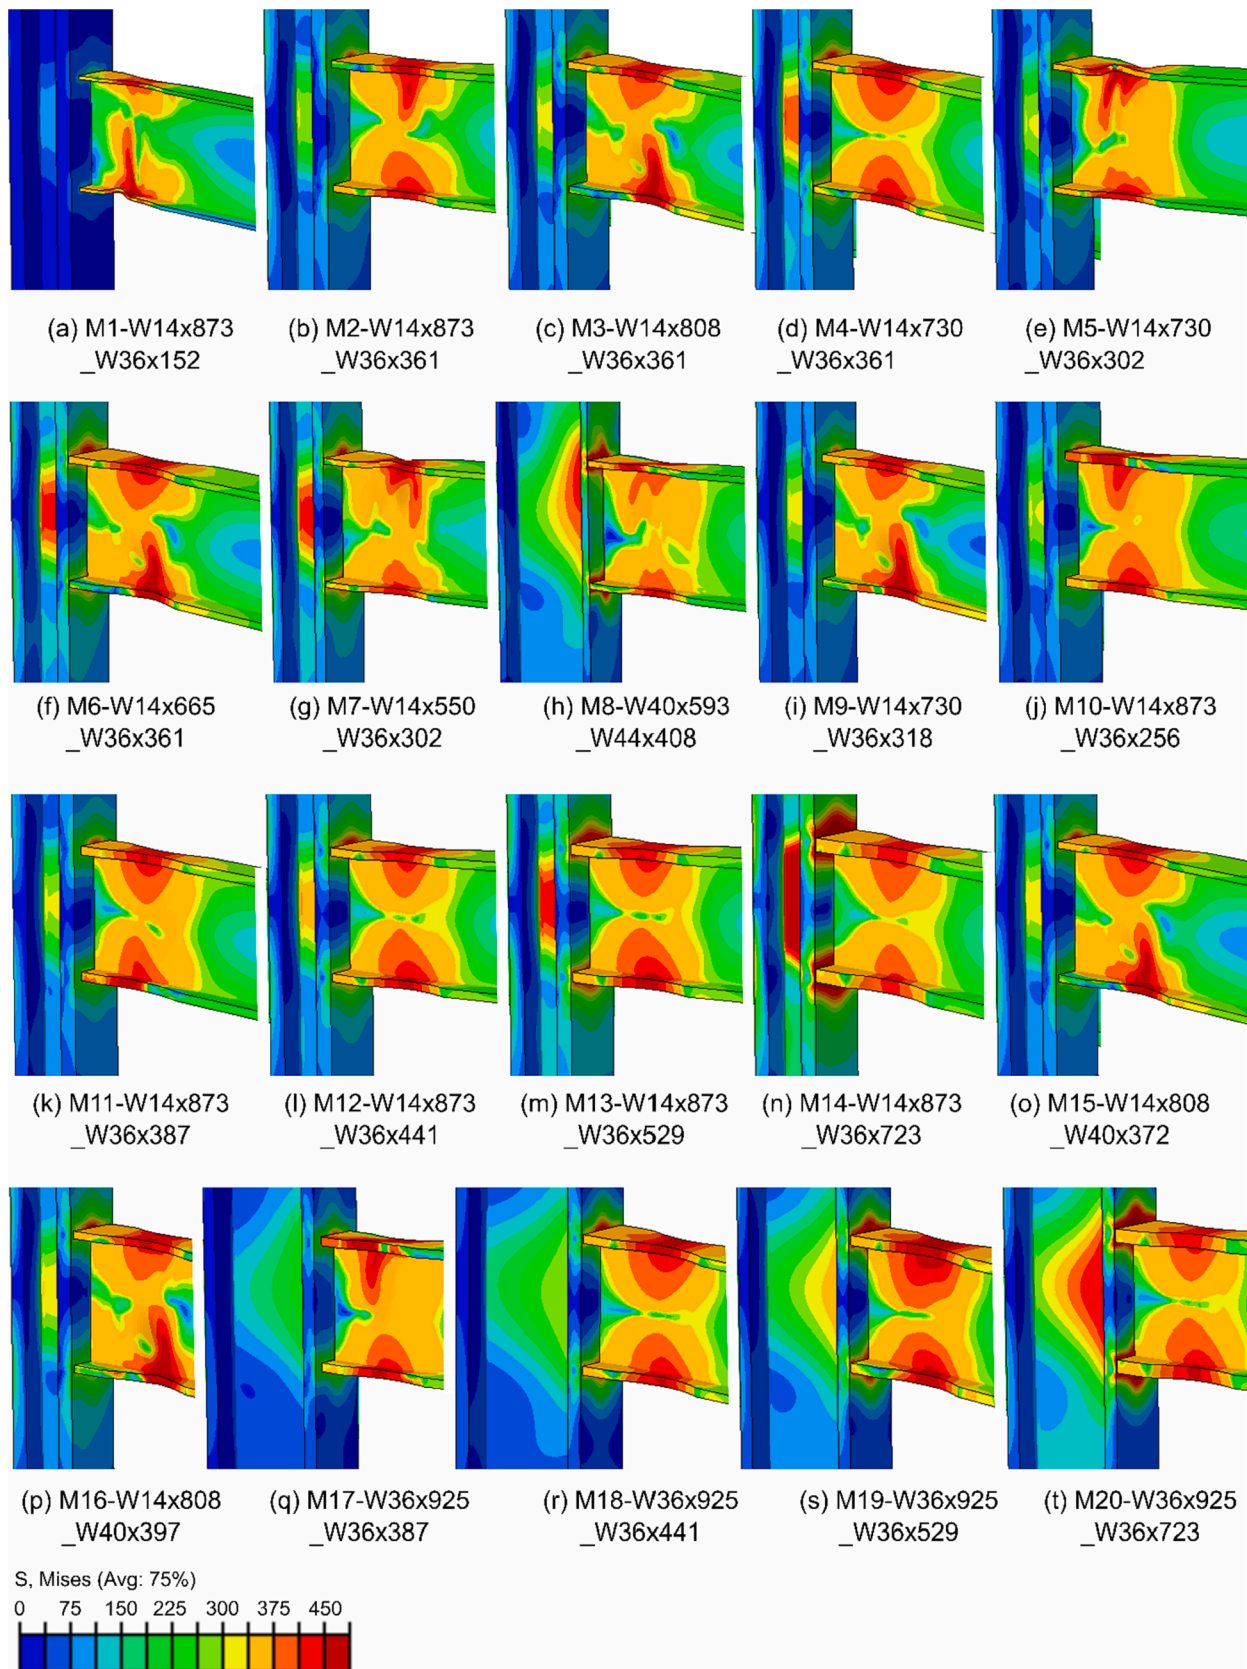 (a) M1-W14x873
_W36x152
(b) M2-W14x873
_W36x361
(c) M3-W14x808
_W36x361
(d) M4-W14x730
_W36x361
(e) M5-W14x730
_W36x302
(f) M6-W14x665
_W36x361
(g) M7-W14x550
_W36x302
(h) M8-W40x593
_W44x408
(i) M9-W14x730
_W36x318
(j) M10-W14x873
_W36x256
(k) M11-W14x873
_W36x387
(l) M12-W14x873
_W36x441
(m) M13-W14x873
_W36x529
(n) M14-W14x873
_W36x723
(o) M15-W14x808
_W40x372
(p) M16-W14x808
_W40x397
(q) M17-W36x925
_W36x387
(r) M18-W36x925
_W36x441
(s) M19-W36x925
_W36x529
(t) M20-W36x925
_W36x723
S, Mises (Avg: 75%)
0 75 150 225 300 375 450